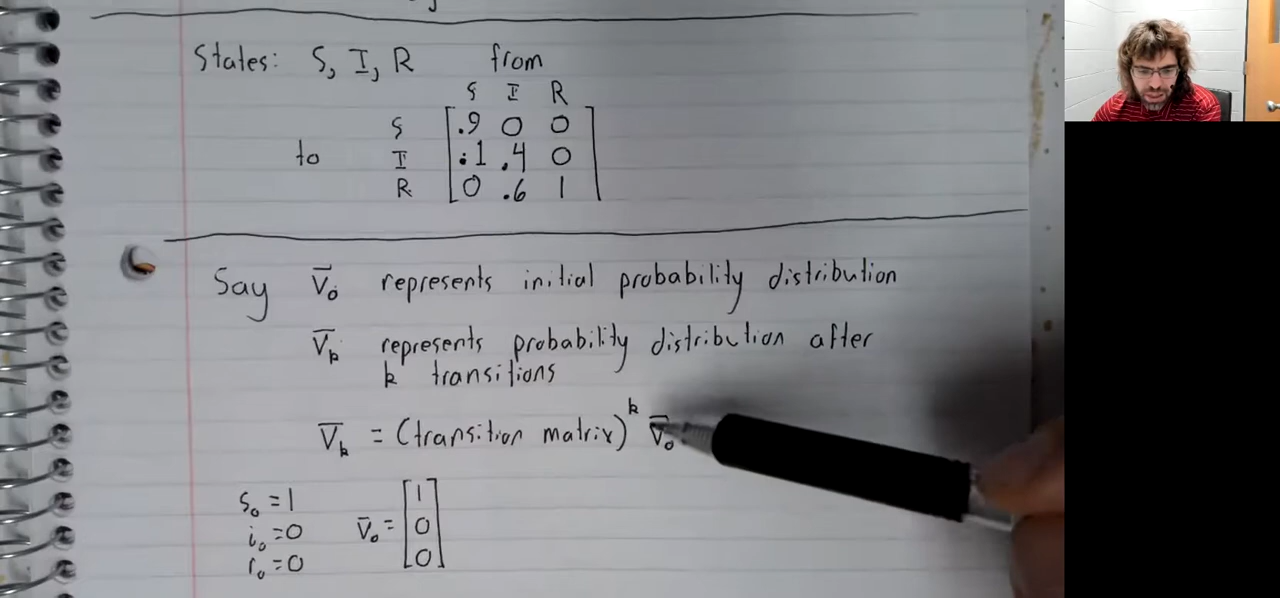 States: S, I, R from
S I R
S .9 0 0
to I .1 .4 0
R 0 .6 1
Say V̄₀ represents initial probability distribution
V̄ₖ represents probability distribution after
k transitions
V̄ₖ = (transition matrix)ᵏ V̄₀
s₀ = 1
i₀ = 0
r₀ = 0
V̄₀ = [1
0
0]